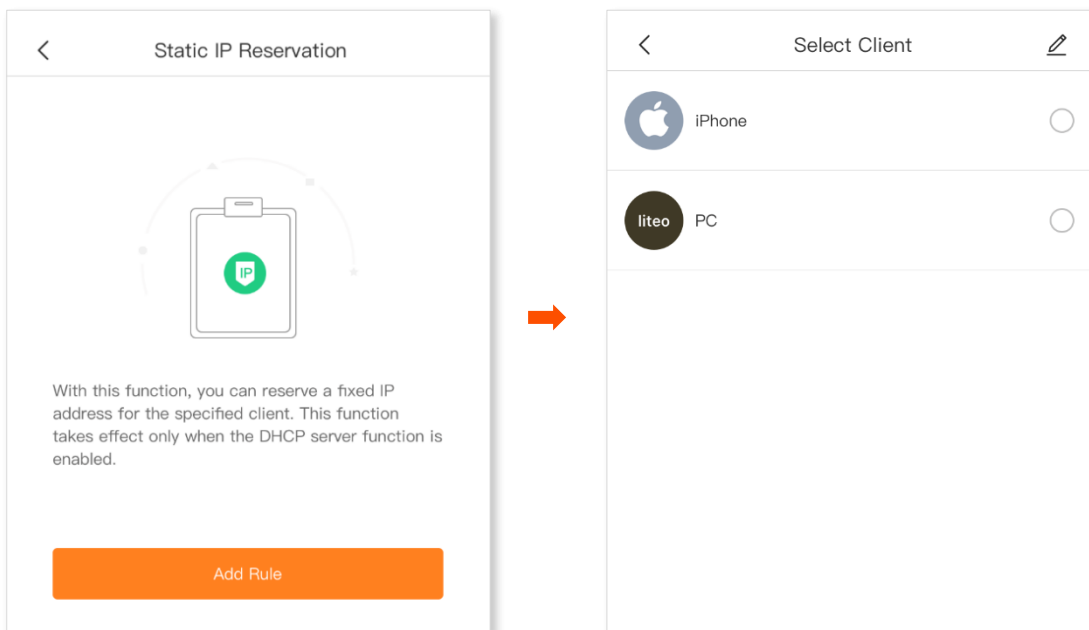 Static IP Reservation
IP
With this function, you can reserve a fixed IP
address for the specified client. This function
takes effect only when the DHCP server function is
enabled.
Add Rule
Select Client
iPhone
liteo PC